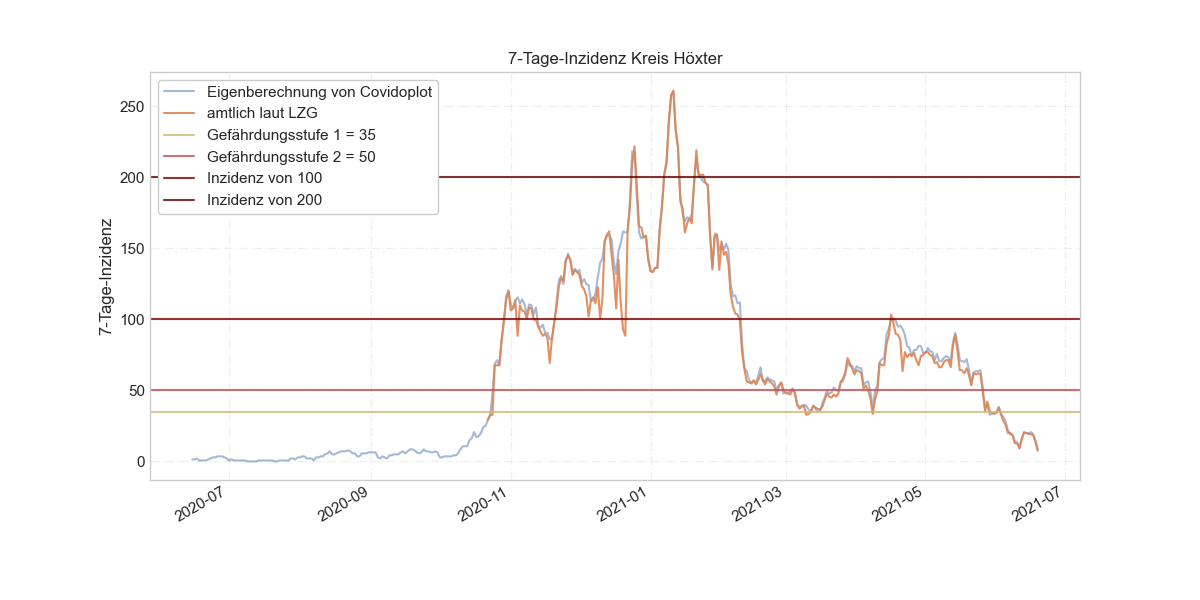 7-Tage-Inzidenz Kreis Höxter
Eigenberechnung von Covidoplot
amtlich laut LZG
Gefährdungsstufe 1 = 35
Gefährdungsstufe 2 = 50
Inzidenz von 100
Inzidenz von 200
7-Tage-Inzidenz
250
200
150
100
50
0
2020-07
2020-09
2020-11
2021-01
2021-03
2021-05
2021-07